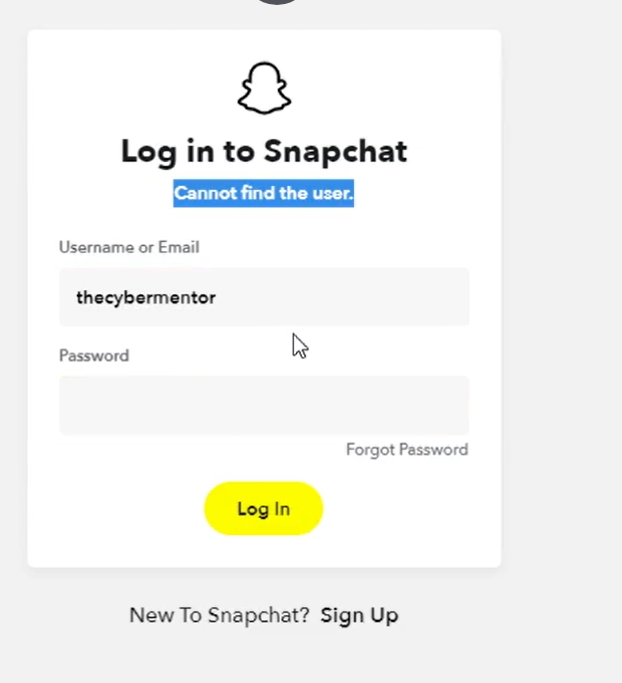 Log in to Snapchat
Cannot find the user.
Username or Email
thecybermentor
Password
Forgot Password
Log In
New To Snapchat? Sign Up